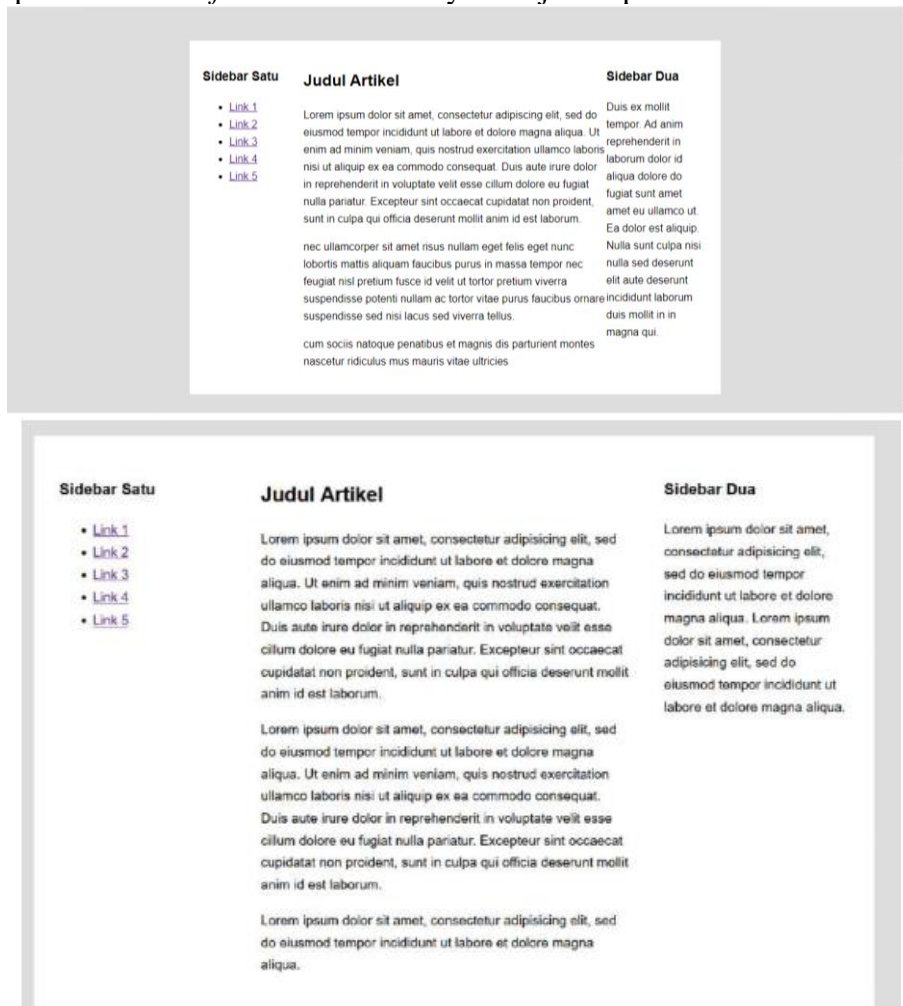 Sidebar Satu
Link 1
Link 2
Link 3
Link 4
Link 5
Judul Artikel
Lorem ipsum dolor sit amet, consectetur adipiscing elit, sed do
eiusmod tempor incididunt ut labore et dolore magna aliqua. Ut
enim ad minim veniam, quis nostrud exercitation ullamco laboris
nisi ut aliquip ex ea commodo consequat. Duis aute irure dolor
in reprehenderit in voluptate velit esse cillum dolore eu fugiat
nulla pariatur. Excepteur sint occaecat cupidatat non proident,
sunt in culpa qui officia deserunt mollit anim id est laborum.
nec ullamcorper sit amet risus nullam eget felis eget nunc
lobortis mattis aliquam faucibus purus in massa tempor nec
feugiat nisl pretium fusce id velit ut tortor pretium viverra
suspendisse potenti nullam ac tortor vitae purus faucibus ornare
suspendisse sed nisi lacus sed viverra tellus.
cum sociis natoque penatibus et magnis dis parturient montes
nascetur ridiculus mus mauris vitae ultricies
Sidebar Dua
Duis ex mollit
tempor. Ad anim
reprehenderit in
laborum dolor id
aliqua dolore do
fugiat sunt amet
amet eu ullamco ut.
Ea dolor est aliquip.
Nulla sunt culpa nisi
nulla sed deserunt
elit aute deserunt
incididunt laborum
duis mollit in in
magna qui.
Sidebar Satu
Link 1
Link 2
Link 3
Link 4
Link 5
Judul Artikel
Lorem ipsum dolor sit amet, consectetur adipisicing elit, sed
do eiusmod tempor incididunt ut labore et dolore magna
aliqua. Ut enim ad minim veniam, quis nostrud exercitation
ullamco laboris nisi ut aliquip ex ea commodo consequat.
Duis aute irure dolor in reprehenderit in voluptate velit esse
cillum dolore eu fugiat nulla pariatur. Excepteur sint occaecat
cupidatat non proident, sunt in culpa qui officia deserunt mollit
anim id est laborum.
Lorem ipsum dolor sit amet, consectetur adipisicing elit, sed
do eiusmod tempor incididunt ut labore et dolore magna
aliqua. Ut enim ad minim veniam, quis nostrud exercitation
ullamco laboris nisi ut aliquip ex ea commodo consequat.
Duis aute irure dolor in reprehenderit in voluptate velit esse
cillum dolore eu fugiat nulla pariatur. Excepteur sint occaecat
cupidatat non proident, sunt in culpa qui officia deserunt mollit
anim id est laborum.
Lorem ipsum dolor sit amet, consectetur adipisicing elit, sed
do eiusmod tempor incididunt ut labore et dolore magna
aliqua.
Sidebar Dua
Lorem ipsum dolor sit amet,
consectetur adipisicing elit,
sed do eiusmod tempor
incididunt ut labore et dolore
magna aliqua. Lorem ipsum
dolor sit amet, consectetur
adipisicing elit, sed do
eiusmod tempor incididunt ut
labore et dolore magna aliqua.